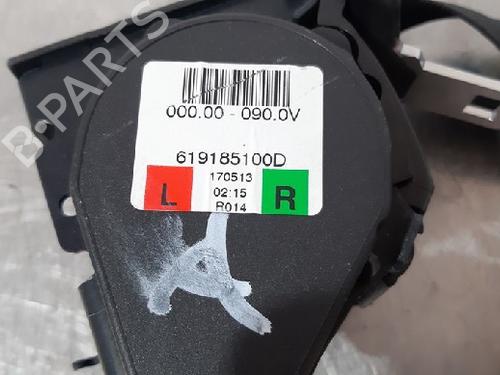 B-PARTS
000.00 - 090.0V
619185100D
L
170513
02:15
R014
R